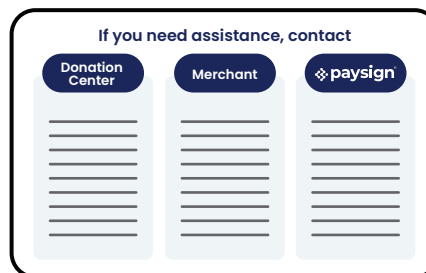 If you need assistance, contact
Donation
Center
Merchant
paysign®